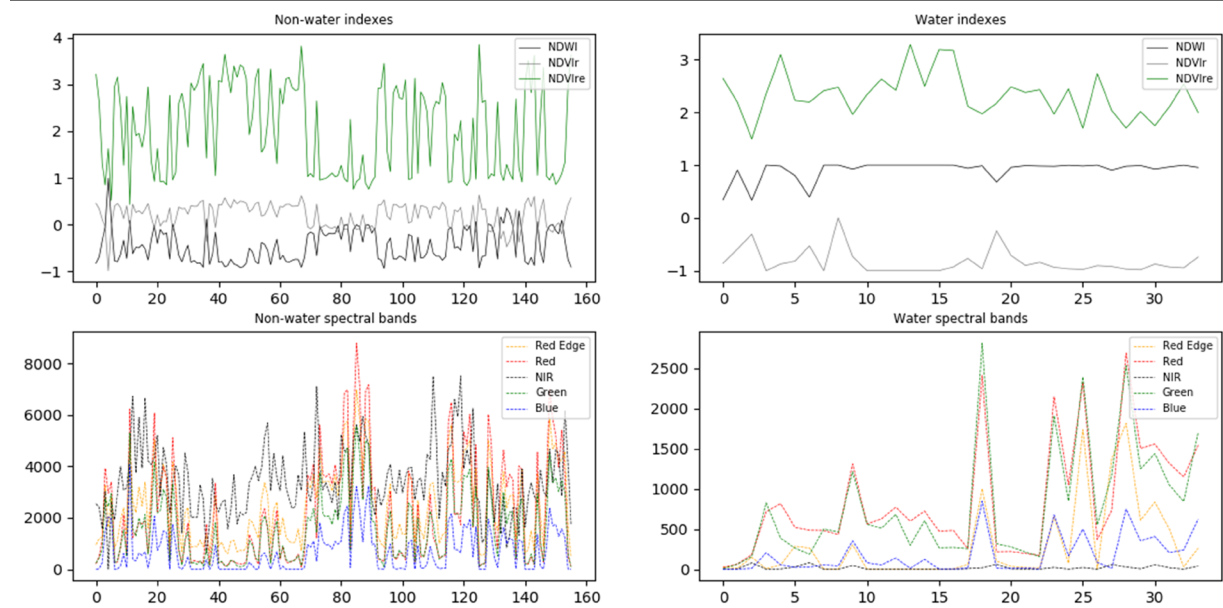 Non-water indexes
4
3
2
1
0
−1
NDWI
NDVIr
NDVIre
0 20 40 60 80 100 120 140 160
Water indexes
3
2
1
0
−1
NDWI
NDVIr
NDVIre
0 5 10 15 20 25 30
Non-water spectral bands
8000
6000
4000
2000
0
Red Edge
Red
NIR
Green
Blue
0 20 40 60 80 100 120 140 160
Water spectral bands
2500
2000
1500
1000
500
0
Red Edge
Red
NIR
Green
Blue
0 5 10 15 20 25 30